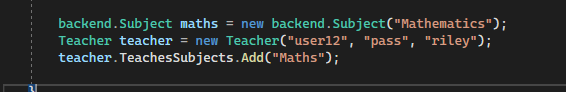 backend.Subject maths = new backend.Subject("Mathematics");
Teacher teacher = new Teacher("user12", "pass", "riley");
teacher.TeachesSubjects.Add("Maths");
}